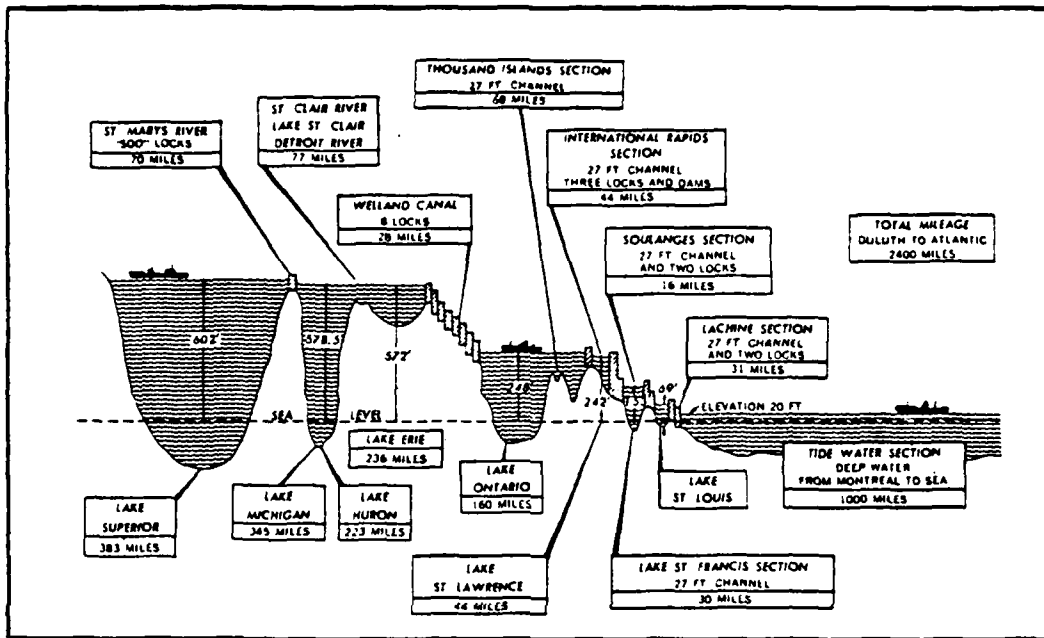 THOUSAND ISLANDS SECTION
27 FT CHANNEL
68 MILES
ST CLAIR RIVER
LAKE ST CLAIR
DETROIT RIVER
77 MILES
ST MARYS RIVER
"SOO" LOCKS
70 MILES
INTERNATIONAL RAPIDS
SECTION
27 FT CHANNEL
THREE LOCKS AND DAMS
44 MILES
WELLAND CANAL
8 LOCKS
28 MILES
TOTAL MILEAGE
DULUTH TO ATLANTIC
2400 MILES
SOULANGES SECTION
27 FT CHANNEL
AND TWO LOCKS
16 MILES
LACHINE SECTION
27 FT CHANNEL
AND TWO LOCKS
31 MILES
602'
578.5'
572'
248'
242'
69'
SEA LEVEL
ELEVATION 20 FT
LAKE ERIE
236 MILES
TIDE WATER SECTION
DEEP WATER
FROM MONTREAL TO SEA
1000 MILES
LAKE
ONTARIO
160 MILES
LAKE
ST LOUIS
LAKE
SUPERIOR
383 MILES
LAKE
MICHIGAN
345 MILES
LAKE
HURON
223 MILES
LAKE
ST LAWRENCE
44 MILES
LAKE ST FRANCIS SECTION
27 FT CHANNEL
30 MILES